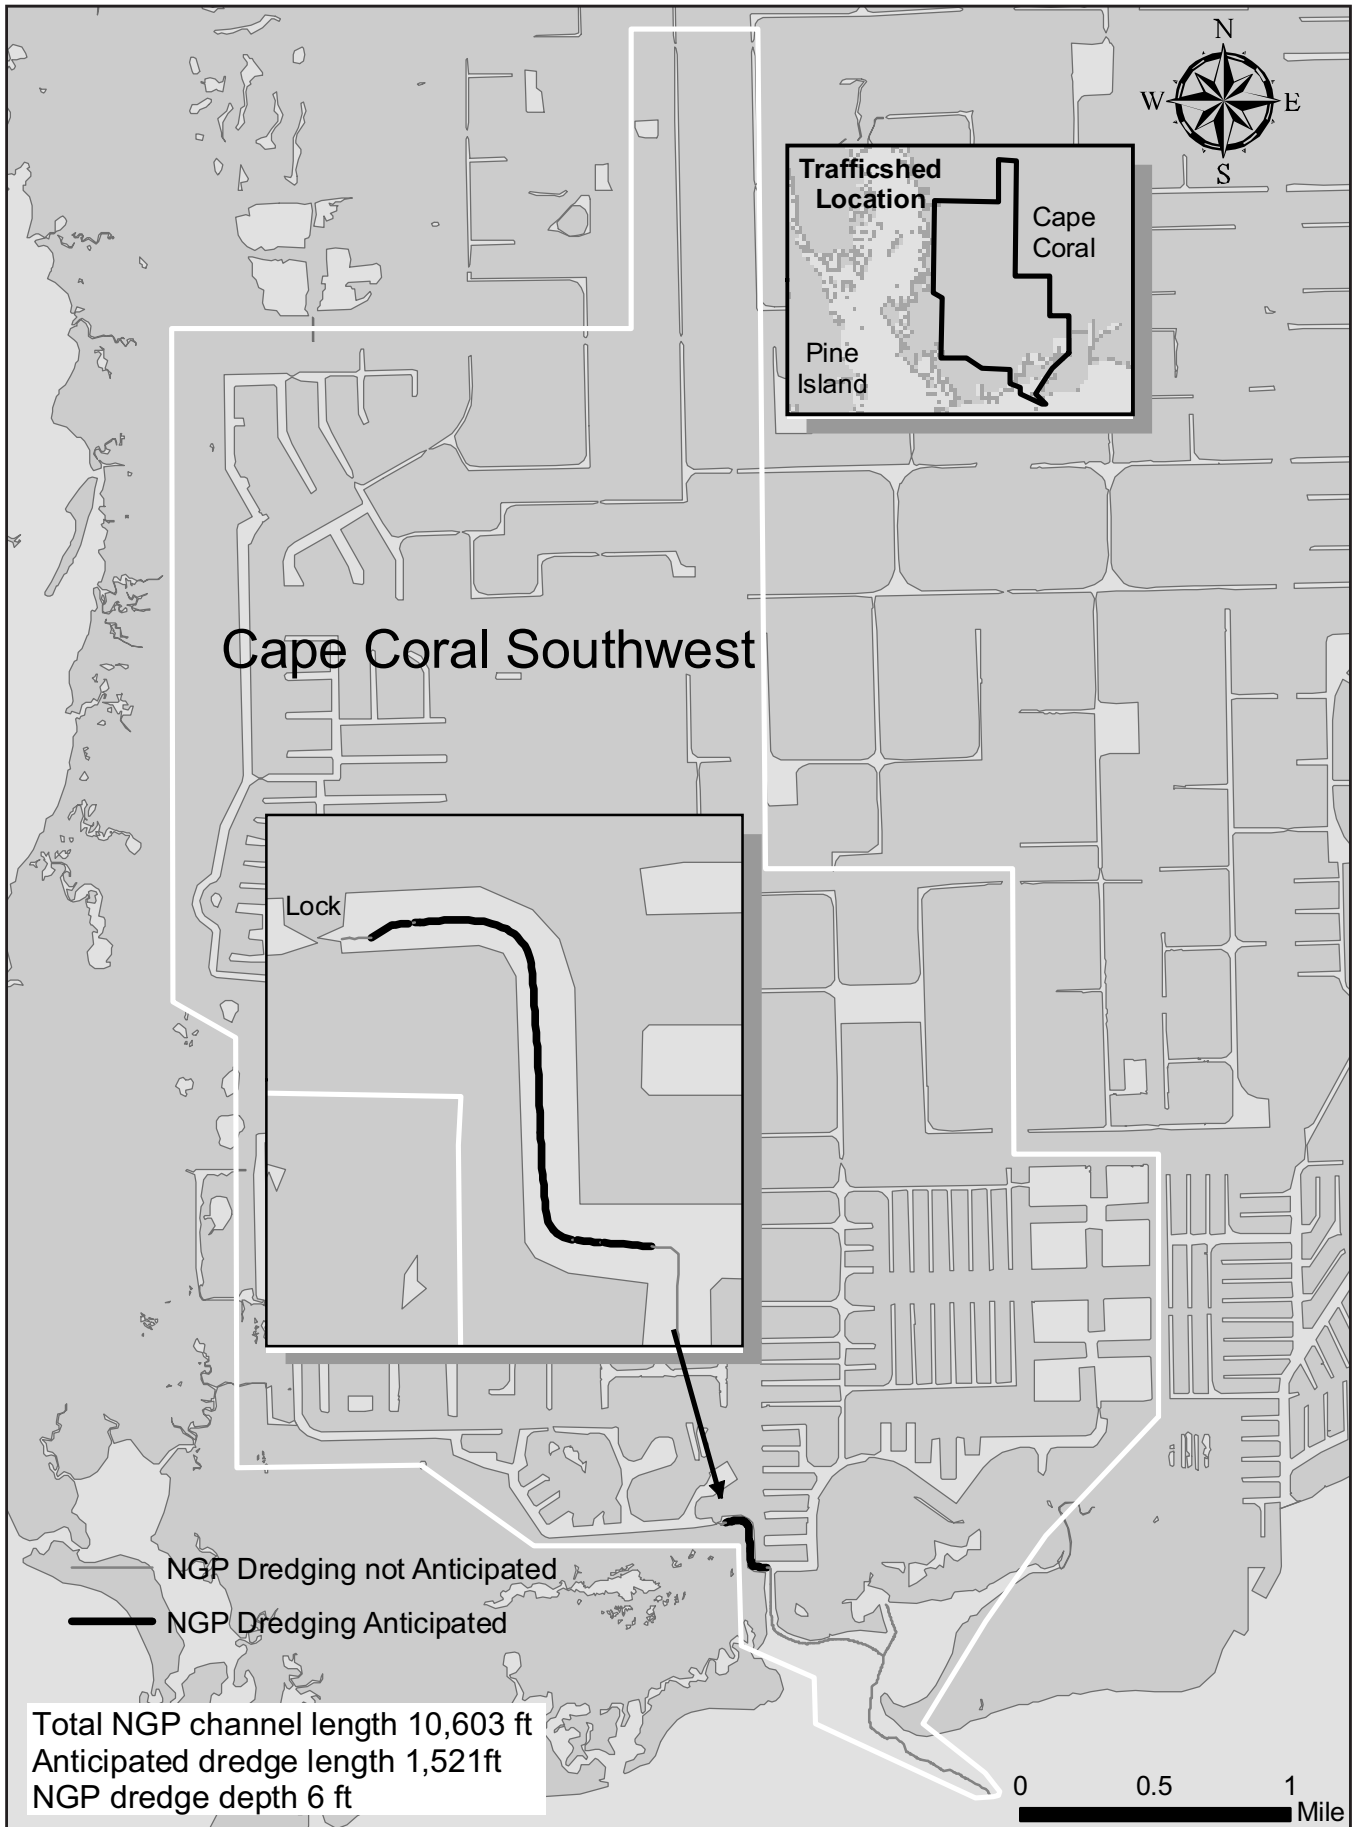 N
W
E
S
Trafficshed
Location
Cape
Coral
Pine
Island
Cape Coral Southwest
Lock
NGP Dredging not Anticipated
NGP Dredging Anticipated
Total NGP channel length 10,603 ft
Anticipated dredge length 1,521ft
NGP dredge depth 6 ft
0 0.5 1
Mile